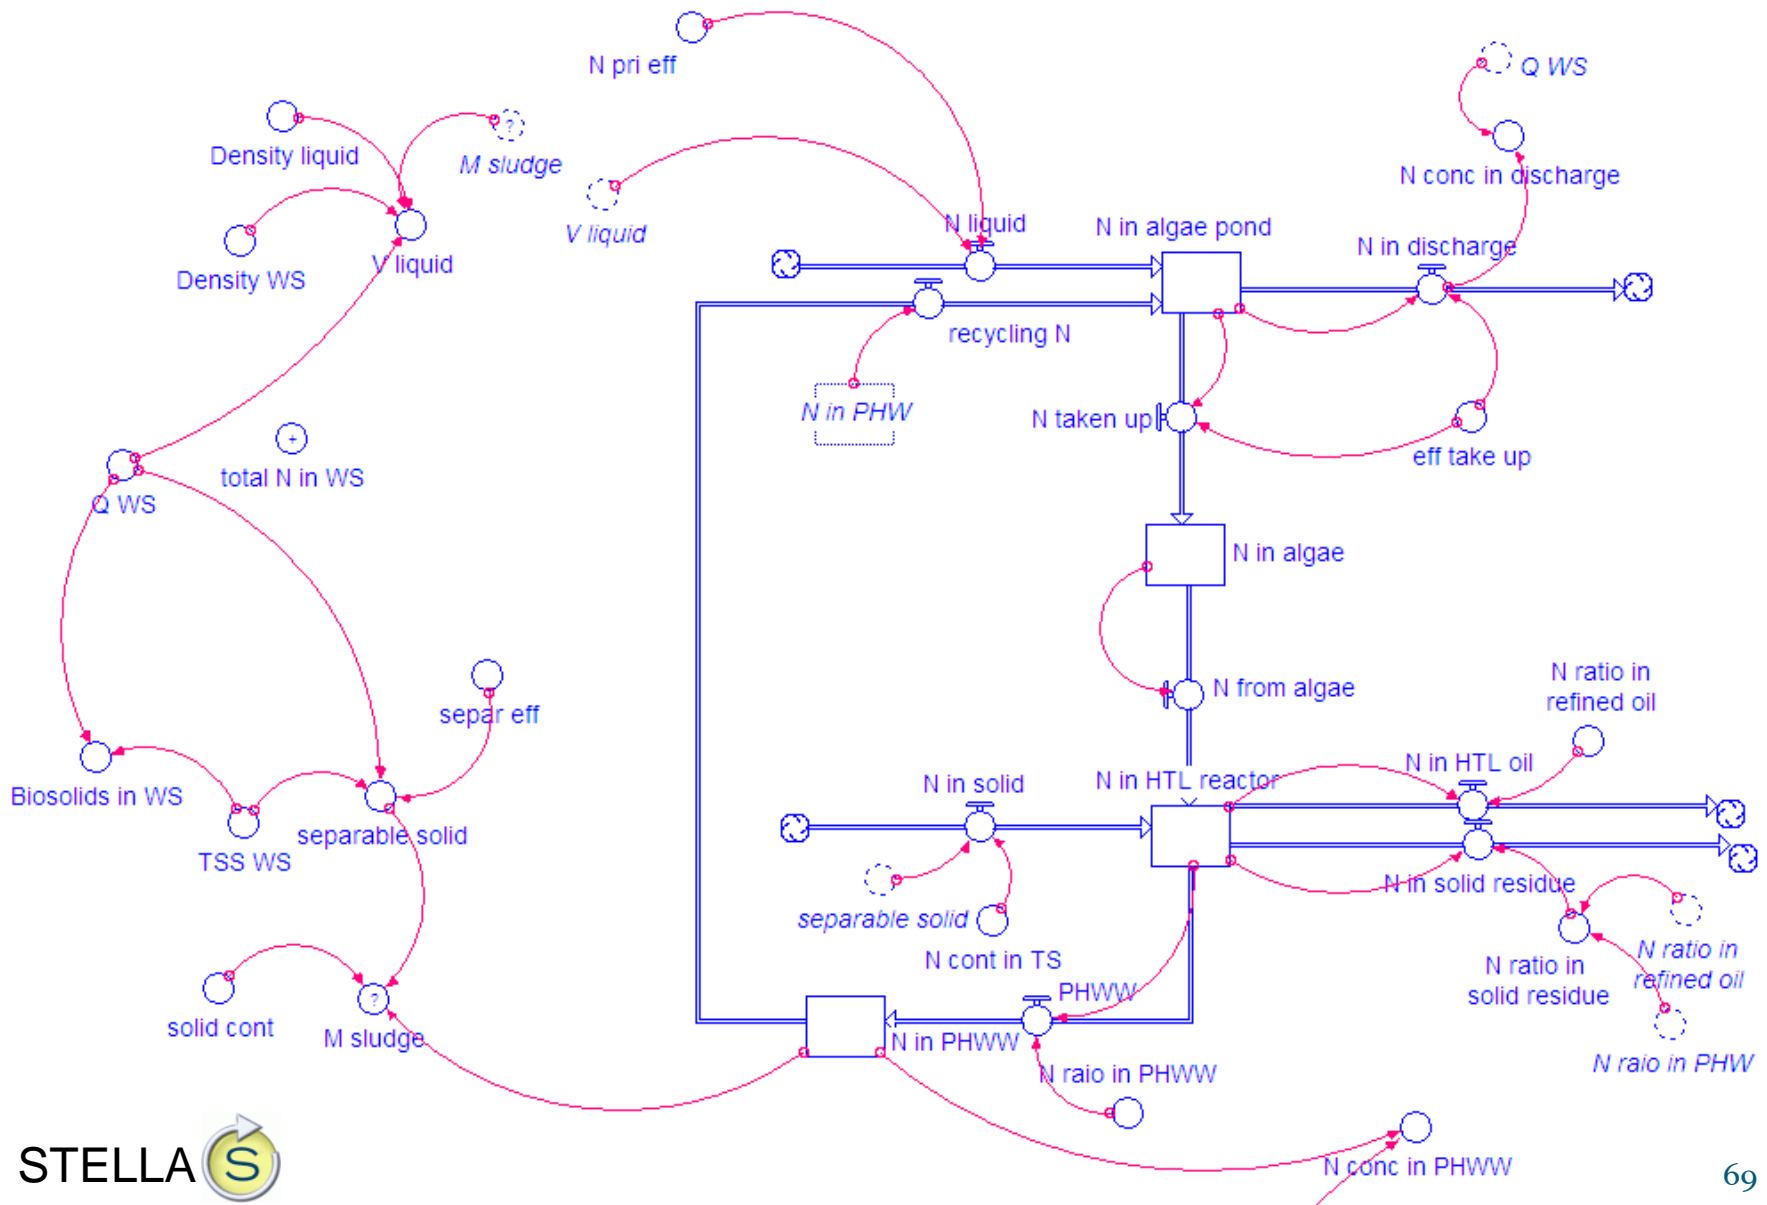 N pri eff
Q WS
Density liquid
?
M sludge
N conc in discharge
V liquid
N liquid
N in algae pond
N in discharge
Density WS
V liquid
recycling N
N in PHW
N taken up
+
total N in WS
eff take up
Q WS
N in algae
separ eff
N from algae
N ratio in
refined oil
Biosolids in WS
N in solid
N in HTL reactor
N in HTL oil
separable solid
TSS WS
N in solid residue
separable solid
N cont in TS
N ratio in
solid residue
N ratio in
refined oil
solid cont
?
M sludge
PHWW
N in PHWW
N raio in PHWW
N raio in PHW
STELLA S
N conc in PHWW
69